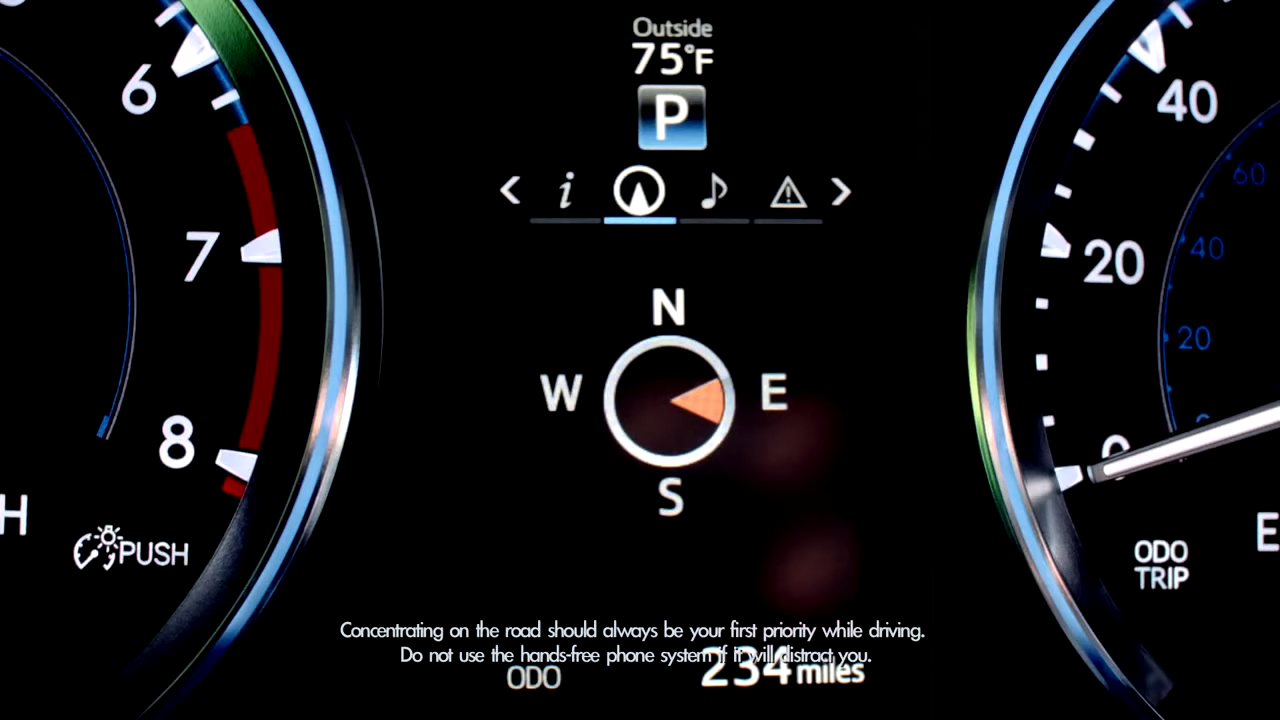 Outside
75°F
P
i
6
7
8
H
PUSH
N
W
E
S
40
20
0
60
40
20
ODO
TRIP
E
Concentrating on the road should always be your first priority while driving.
Do not use the hands-free phone system if it will distract you.
ODO 234 miles